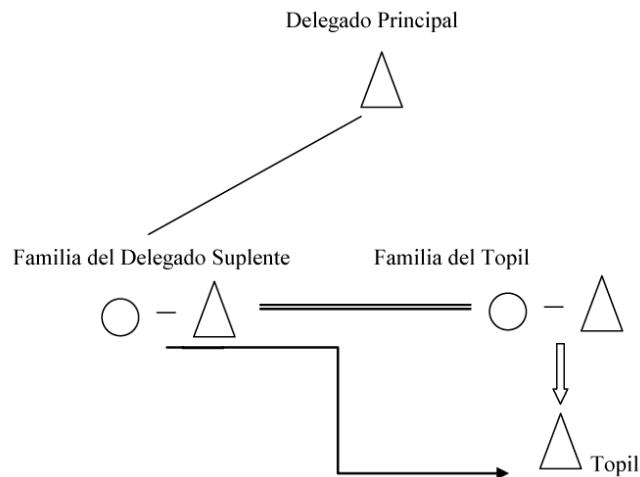 Delegado Principal
Familia del Delegado Suplente
Familia del Topil
Topil